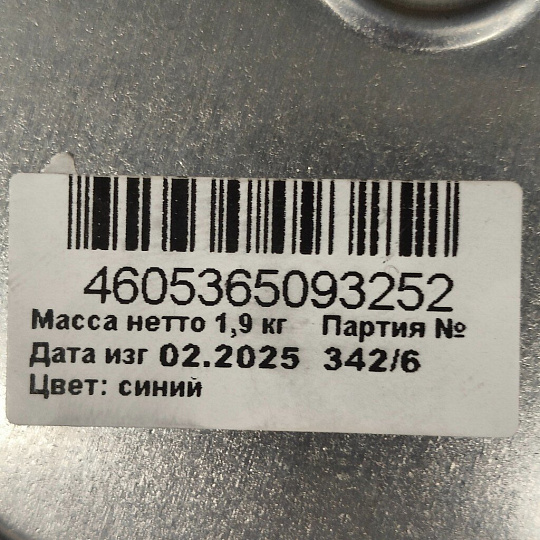 4605365093252
Масса нетто 1,9 кг Партия №
Дата изг 02.2025 342/6
Цвет: синий